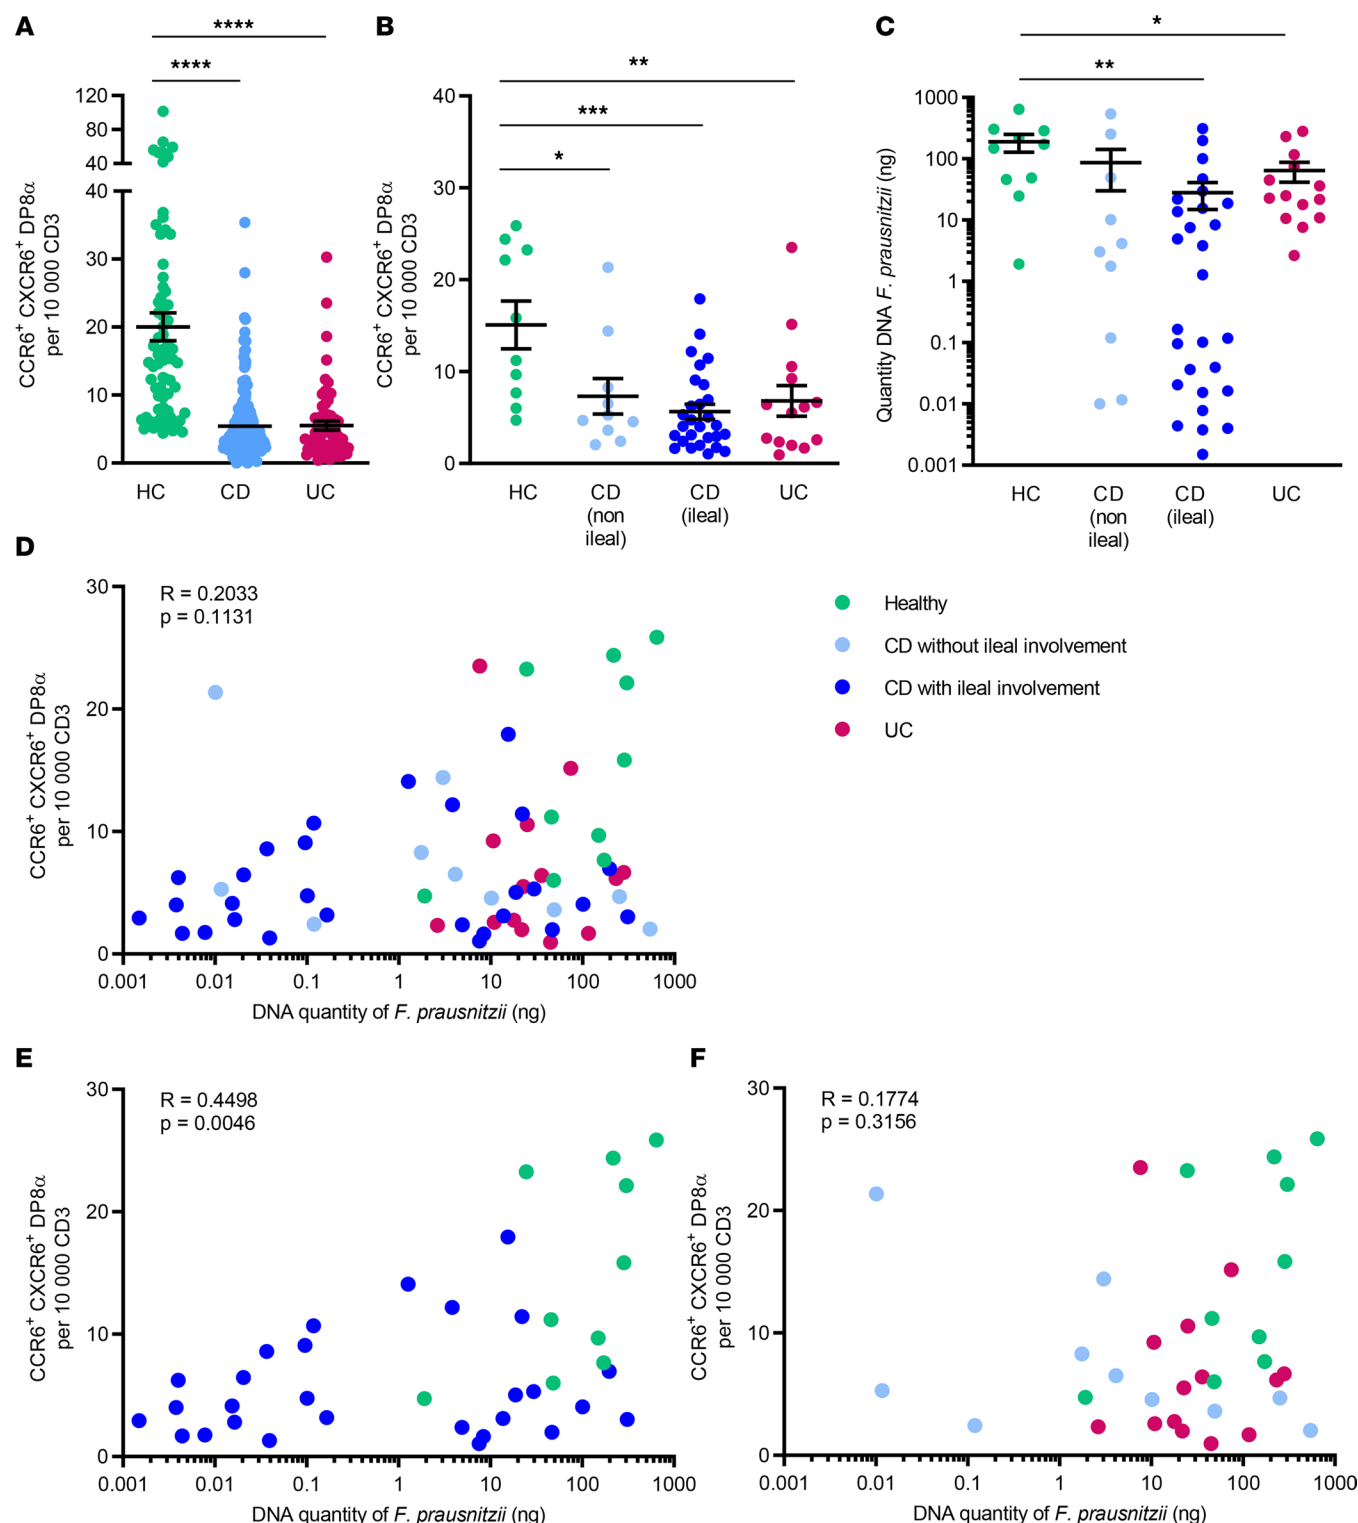 A
****
****
CCR6+ CXCR6+ DP8α
per 10 000 CD3
120
80
40
40
30
20
10
0
HC
CD
UC
B
**
***
*
CCR6+ CXCR6+ DP8α
per 10 000 CD3
40
30
20
10
0
HC
CD
(non
ileal)
CD
(ileal)
UC
C
*
**
Quantity DNA F. prausnitzii (ng)
1000
100
10
1
0.1
0.01
0.001
HC
CD
(non
ileal)
CD
(ileal)
UC
D
R = 0.2033
p = 0.1131
CCR6+ CXCR6+ DP8α
per 10 000 CD3
30
20
10
0
0.001
0.01
0.1
1
10
100
1000
DNA quantity of F. prausnitzii (ng)
Healthy
CD without ileal involvement
CD with ileal involvement
UC
E
R = 0.4498
p = 0.0046
CCR6+ CXCR6+ DP8α
per 10 000 CD3
30
20
10
0
0.001
0.01
0.1
1
10
100
1000
DNA quantity of F. prausnitzii (ng)
F
R = 0.1774
p = 0.3156
CCR6+ CXCR6+ DP8α
per 10 000 CD3
30
20
10
0
0.001
0.01
0.1
1
10
100
1000
DNA quantity of F. prausnitzii (ng)